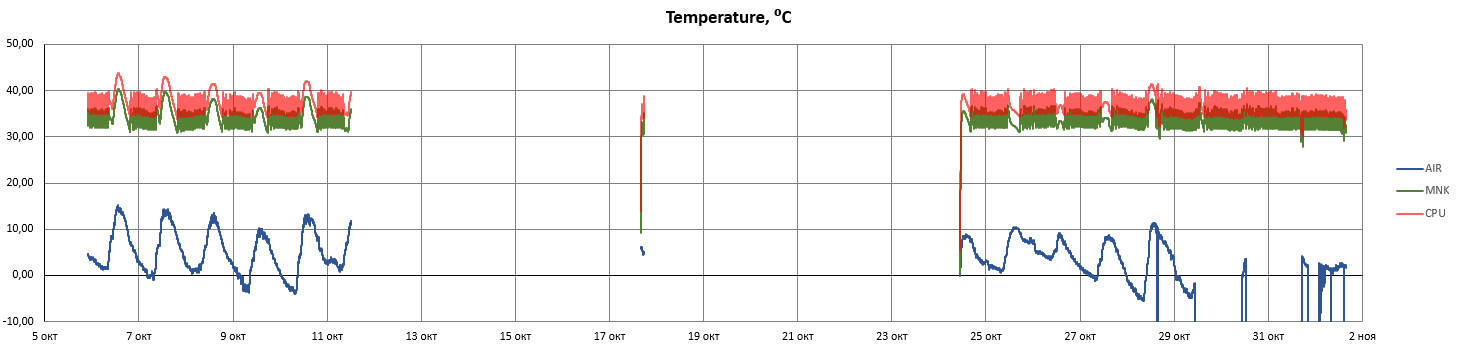 Temperature, ⁰C
50,00
40,00
30,00
20,00
10,00
0,00
-10,00
5 окт 7 окт 9 окт 11 окт 13 окт 15 окт 17 окт 19 окт 21 окт 23 окт 25 окт 27 окт 29 окт 31 окт 2 ноя
AIR
MNK
CPU